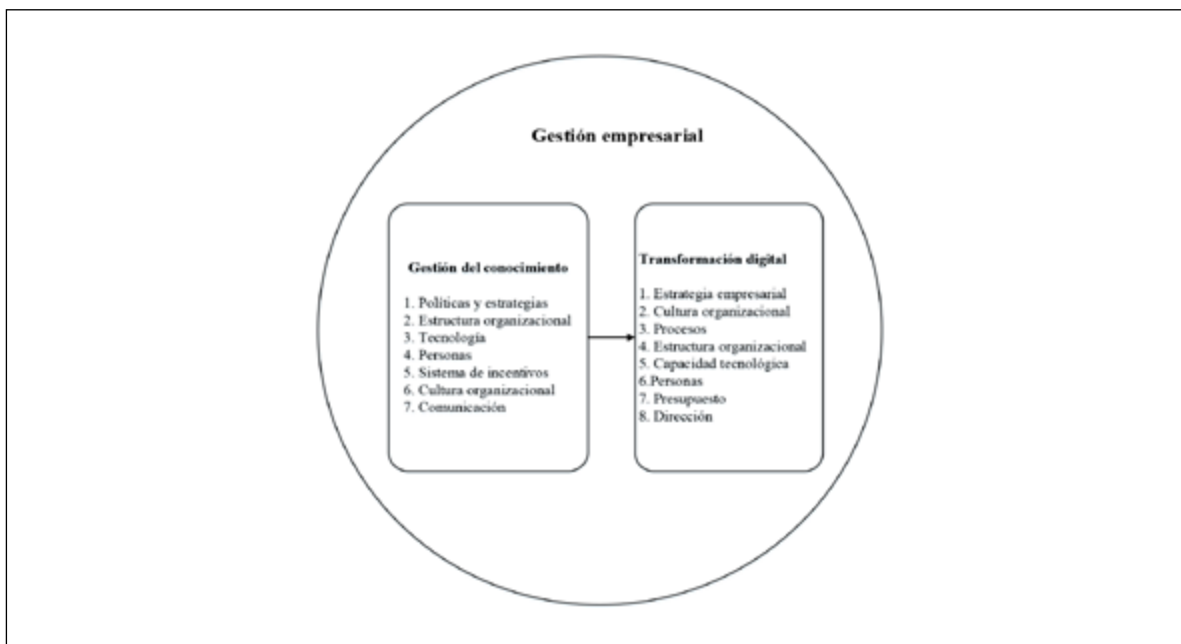 Gestión empresarial
Gestión del conocimiento
1. Políticas y estrategias
2. Estructura organizacional
3. Tecnología
4. Personas
5. Sistema de incentivos
6. Cultura organizacional
7. Comunicación
Transformación digital
1. Estrategia empresarial
2. Cultura organizacional
3. Procesos
4. Estructura organizacional
5. Capacidad tecnológica
6.Personas
7. Presupuesto
8. Dirección